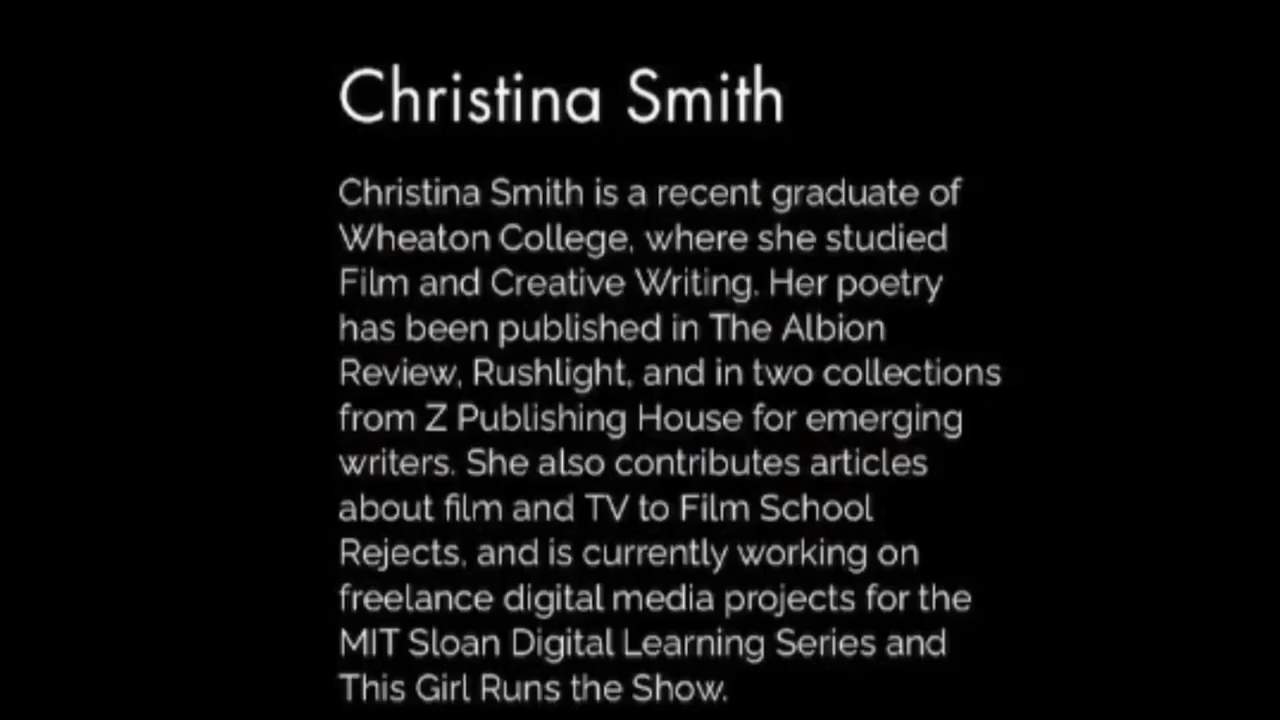 Christina Smith
Christina Smith is a recent graduate of
Wheaton College, where she studied
Film and Creative Writing. Her poetry
has been published in The Albion
Review, Rushlight, and in two collections
from Z Publishing House for emerging
writers. She also contributes articles
about film and TV to Film School
Rejects, and is currently working on
freelance digital media projects for the
MIT Sloan Digital Learning Series and
This Girl Runs the Show.